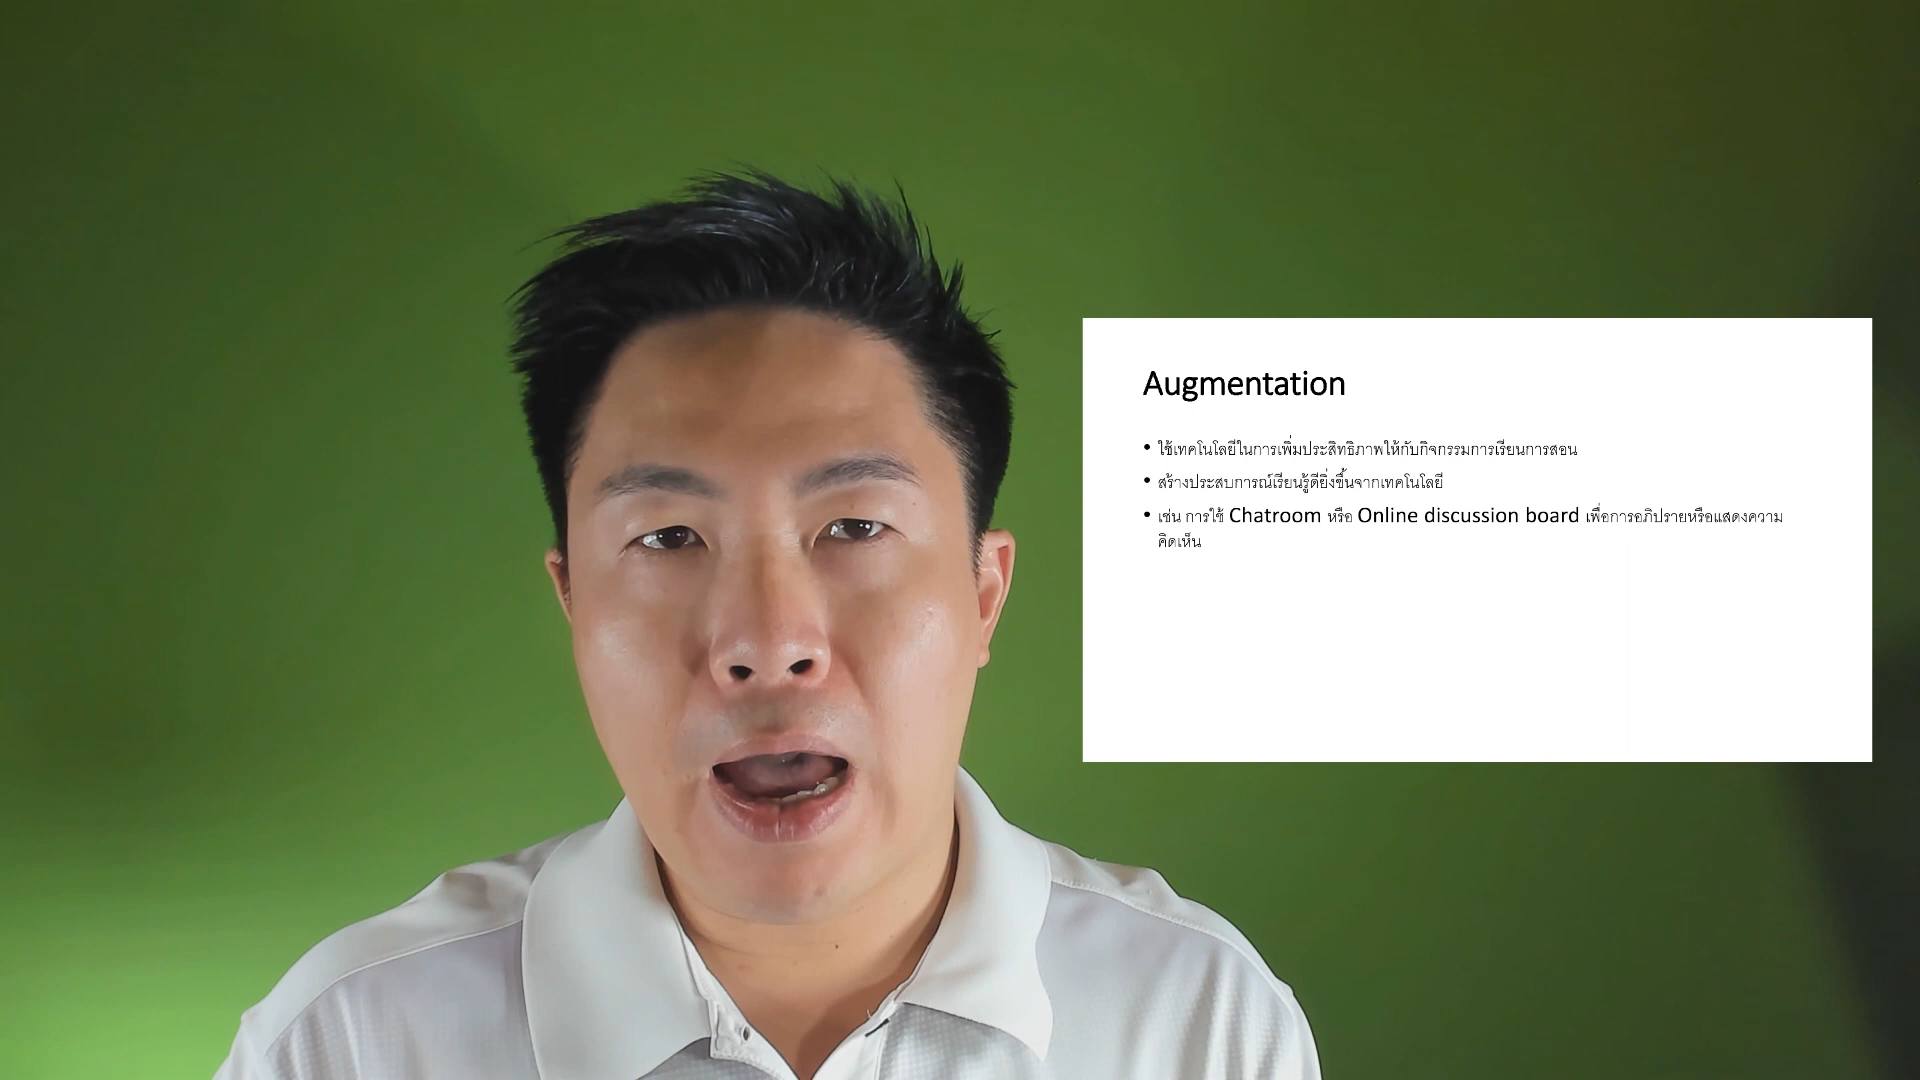 Augmentation
• ใช้เทคโนโลยีในการเพิ่มประสิทธิภาพให้กับกิจกรรมการเรียนการสอน
• สร้างประสบการณ์เรียนรู้ดียิ่งขึ้นจากเทคโนโลยี
• เช่น การใช้ Chatroom หรือ Online discussion board เพื่อการอภิปรายหรือแสดงความ
คิดเห็น